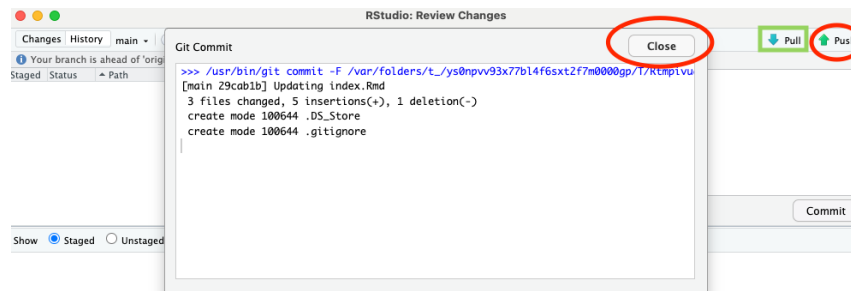 RStudio: Review Changes
Changes History main
Pull
Your branch is ahead of
Staged Status Path
Git Commit
Close
>>> /usr/bin/git commit -F /var/folders/t_/ys0npvv93x77bl4f6sxt2f7m0000gp/T/
[main 29cab1b] Updating index.Rmd
3 files changed, 5 insertions(+), 1 deletion(-)
create mode 100644 .DS_Store
create mode 100644 .gitignore
Commit
Show Staged Unstaged